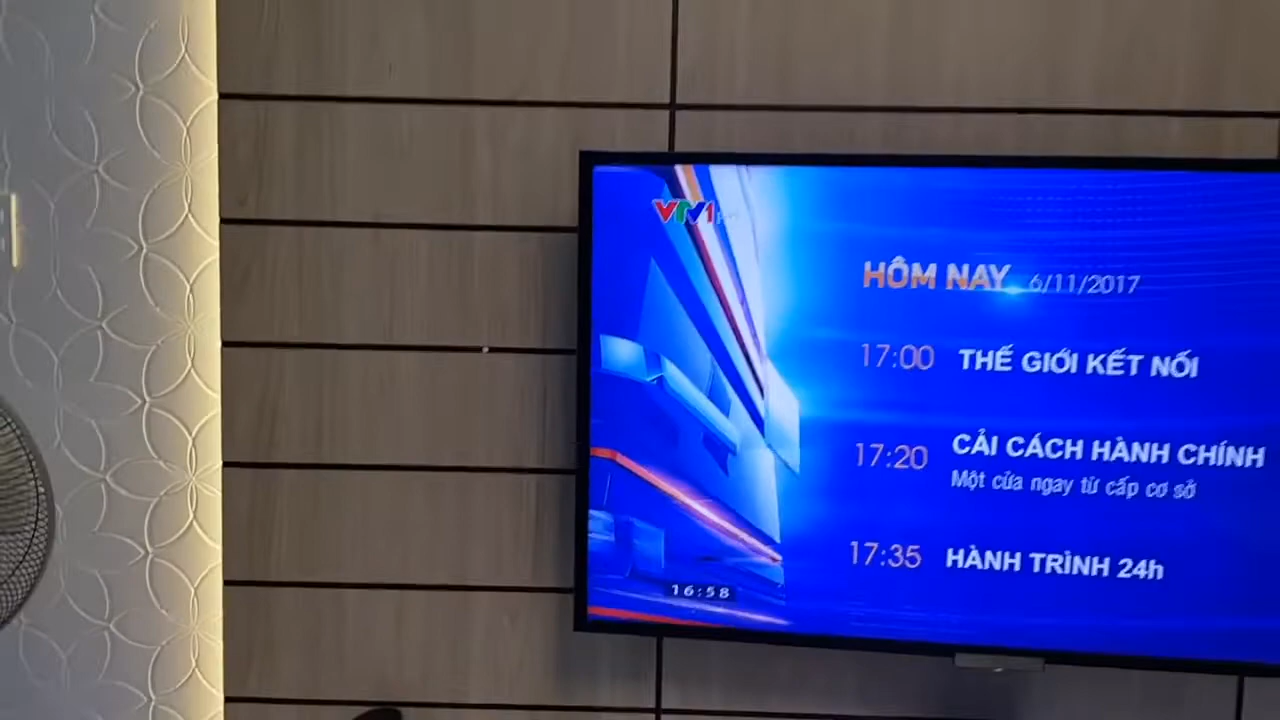 VTV1
HÔM NAY 6/11/2017
17:00 THẾ GIỚI KẾT NỐI
17:20 CẢI CÁCH HÀNH CHÍNH
Một cửa ngay từ cấp cơ sở
17:35 HÀNH TRÌNH 24h
16:58